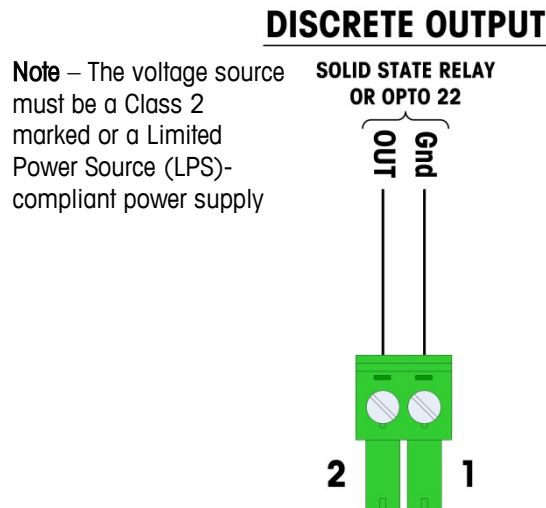 DISCRETE OUTPUT
Note – The voltage source
must be a Class 2
marked or a Limited
Power Source (LPS)-
compliant power supply
SOLID STATE RELAY
OR OPTO 22
OUT
Gnd
2
1